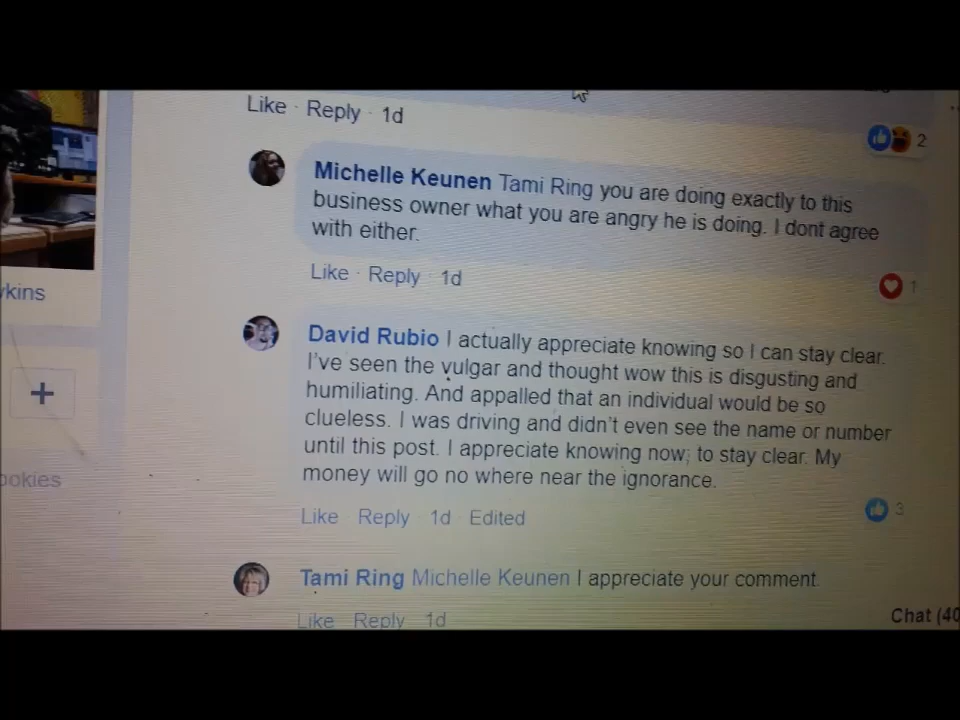 Like · Reply · 1d
2
Michelle Keunen Tami Ring you are doing exactly to this
business owner what you are angry he is doing. I dont agree
with either.
Like · Reply · 1d
1
kins
David Rubio I actually appreciate knowing so I can stay clear.
I've seen the vulgar and thought wow this is disgusting and
humiliating. And appalled that an individual would be so
clueless. I was driving and didn't even see the name or number
until this post. I appreciate knowing now, to stay clear. My
money will go no where near the ignorance.
ookies
Like · Reply · 1d · Edited
3
Tami Ring Michelle Keunen I appreciate your comment.
Like · Reply · 1d
Chat (40